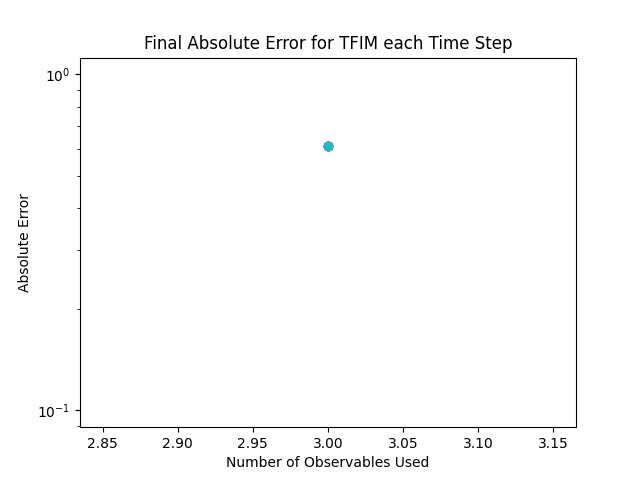 Final Absolute Error for TFIM each Time Step
10⁰
10⁻¹
Absolute Error
2.85 2.90 2.95 3.00 3.05 3.10 3.15
Number of Observables Used